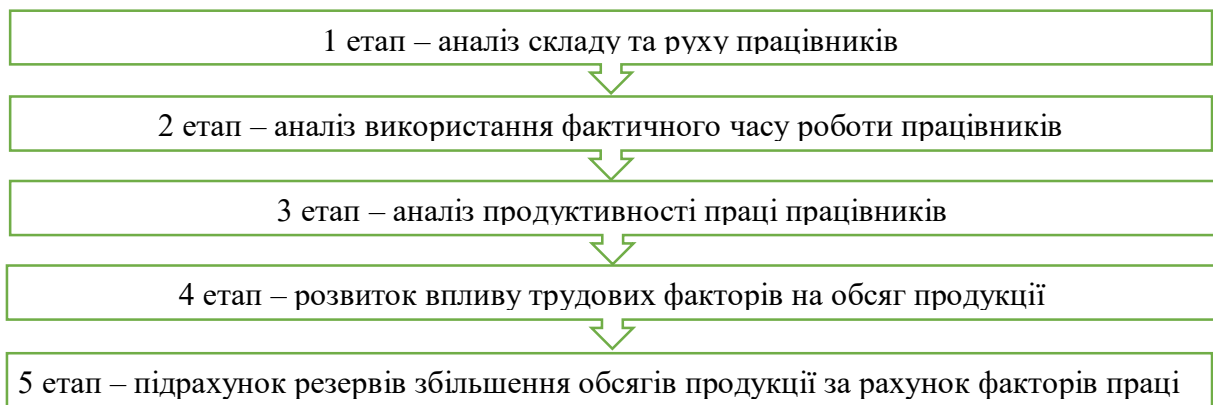 1 етап – аналіз складу та руху працівників
2 етап – аналіз використання фактичного часу роботи працівників
3 етап – аналіз продуктивності праці працівників
4 етап – розвиток впливу трудових факторів на обсяг продукції
5 етап – підрахунок резервів збільшення обсягів продукції за рахунок факторів праці